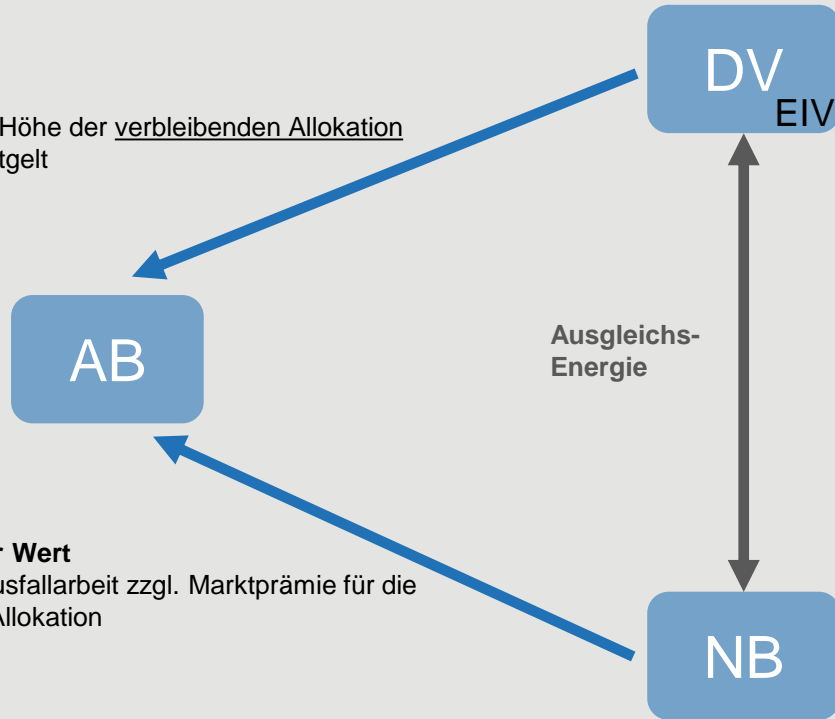 DV
EIV
Höhe der verbleibenden Allokation
tgelt
AB
Ausgleichs-
Energie
r Wert
usfallarbeit zzgl. Marktprämie für die
Allokation
NB